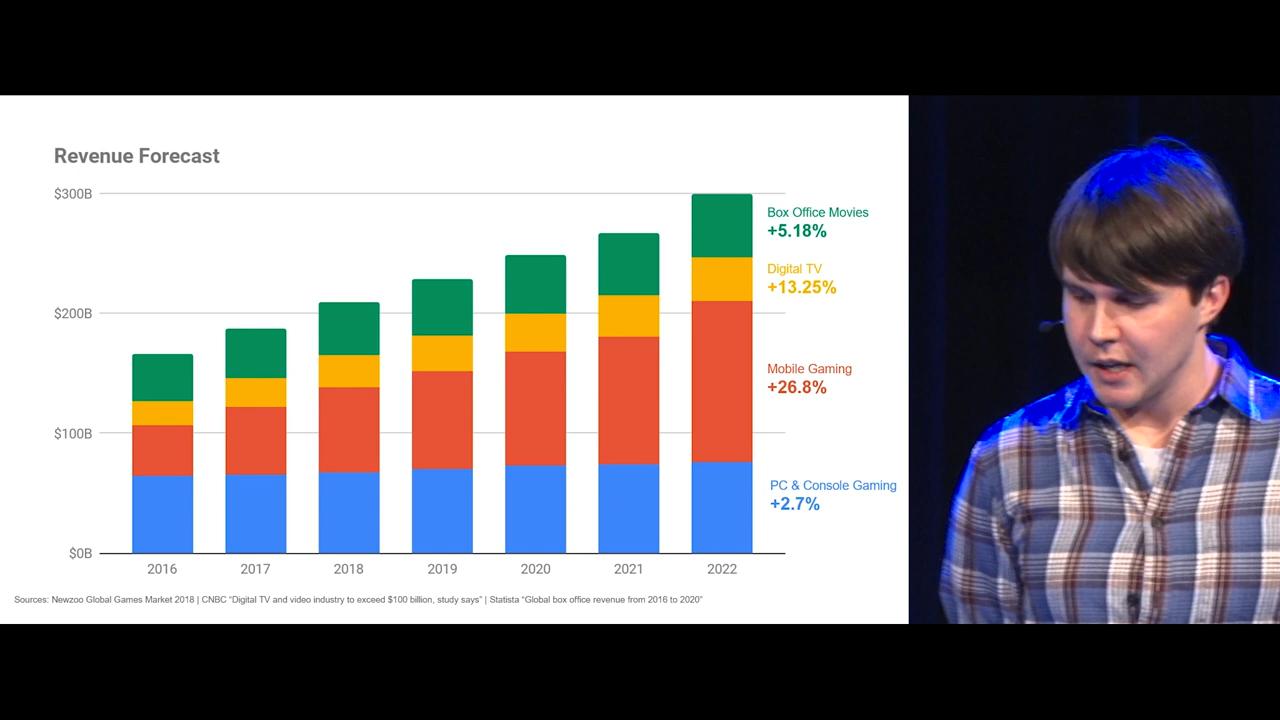 Revenue Forecast
$300B
$200B
$100B
$0B
2016 2017 2018 2019 2020 2021 2022
Box Office Movies
+5.18%
Digital TV
+13.25%
Mobile Gaming
+26.8%
PC & Console Gaming
+2.7%
Sources: Newzoo Global Games Market 2018 | CNBC “Digital TV and video industry to exceed $100 billion, study says” | Statista “Global box office revenue from 2016 to 2020”